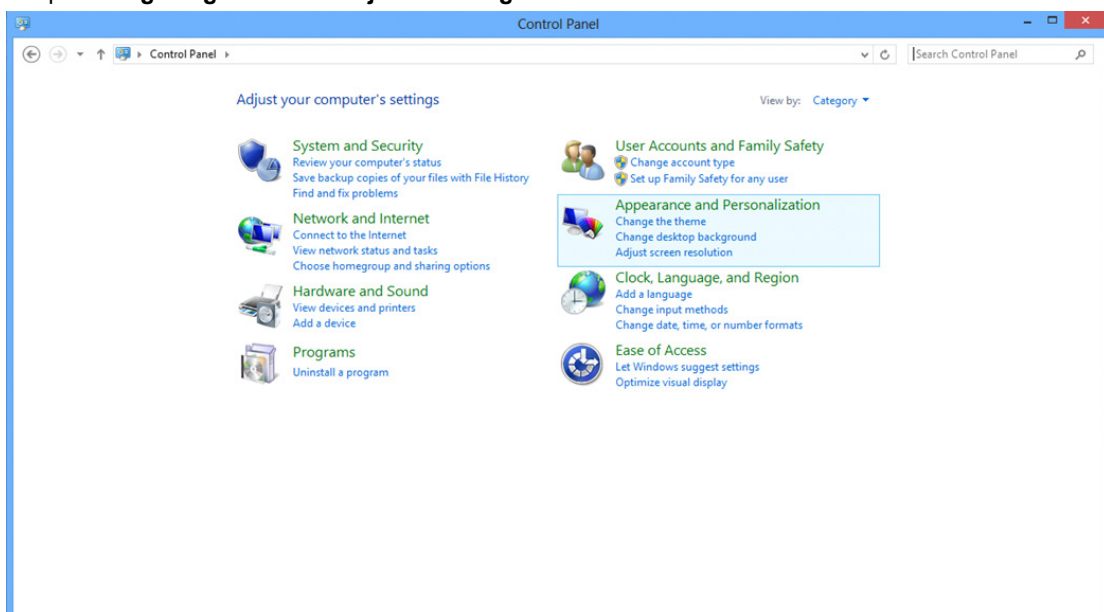 Control Panel
Control Panel
Search Control Panel
Adjust your computer's settings
View by: Category
System and Security
Review your computer's status
Save backup copies of your files with File History
Find and fix problems
Network and Internet
Connect to the Internet
View network status and tasks
Choose homegroup and sharing options
Hardware and Sound
View devices and printers
Add a device
Programs
Uninstall a program
User Accounts and Family Safety
Change account type
Set up Family Safety for any user
Appearance and Personalization
Change the theme
Change desktop background
Adjust screen resolution
Clock, Language, and Region
Add a language
Change input methods
Change date, time, or number formats
Ease of Access
Let Windows suggest settings
Optimize visual display